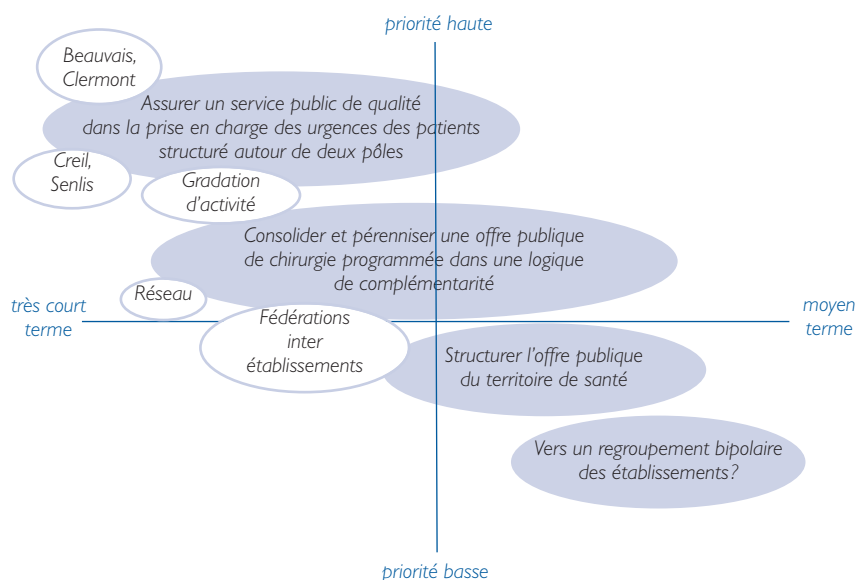 priorité haute
Beauvais,
Clermont
Assurer un service public de qualité
dans la prise en charge des urgences des patients
structuré autour de deux pôles
Creil,
Senlis
Gradation
d’activité
Consolider et pérenniser une offre publique
de chirurgie programmée dans une logique
de complémentarité
Réseau
très court
terme
moyen
terme
Fédérations
inter
établissements
Structurer l’offre publique
du territoire de santé
Vers un regroupement bipolaire
des établissements?
priorité basse